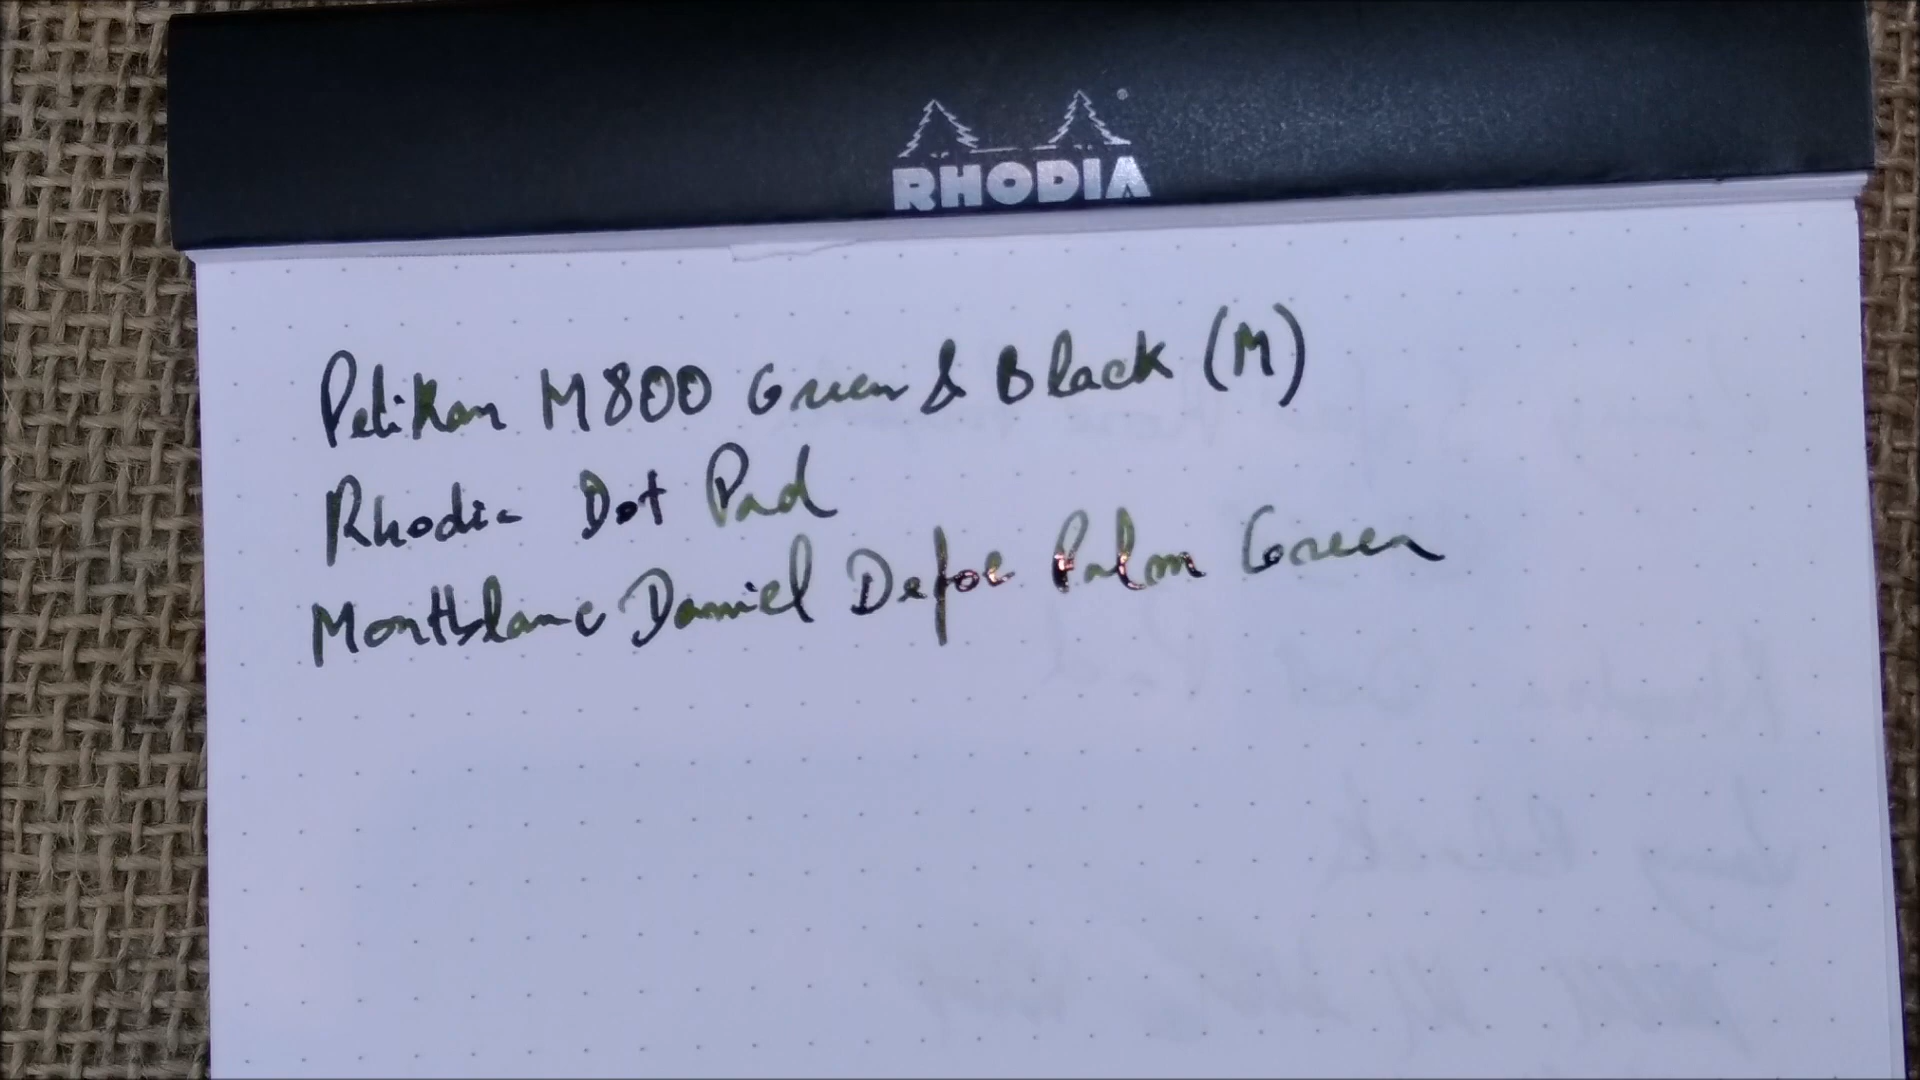 RHODIA
Pelikan M800 Green & Black (M)
Rhodia Dot Pad
Montblanc Daniel Defoe Palm Green